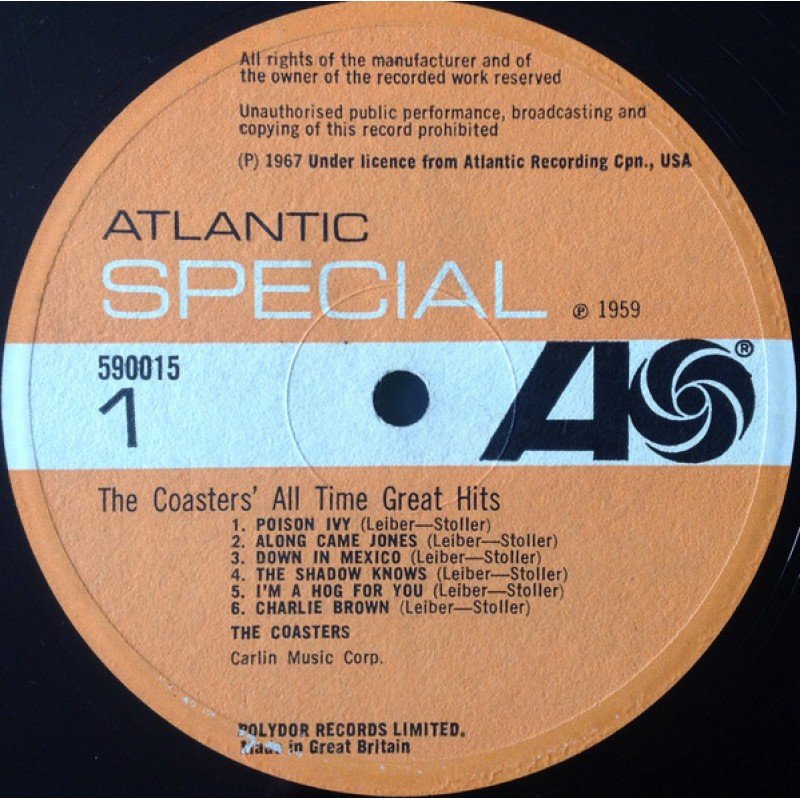 All rights of the manufacturer and of
the owner of the recorded work reserved
Unauthorised public performance, broadcasting and
copying of this record prohibited
(P) 1967 Under licence from Atlantic Recording Cpn., USA
ATLANTIC
SPECIAL ℗ 1959
590015
1
A ®
The Coasters' All Time Great Hits
1. POISON IVY (Leiber—Stoller)
2. ALONG CAME JONES (Leiber—Stoller)
3. DOWN IN MEXICO (Leiber—Stoller)
4. THE SHADOW KNOWS (Leiber—Stoller)
5. I'M A HOG FOR YOU (Leiber—Stoller)
6. CHARLIE BROWN (Leiber—Stoller)
THE COASTERS
Carlin Music Corp.
POLYDOR RECORDS LIMITED.
Made in Great Britain